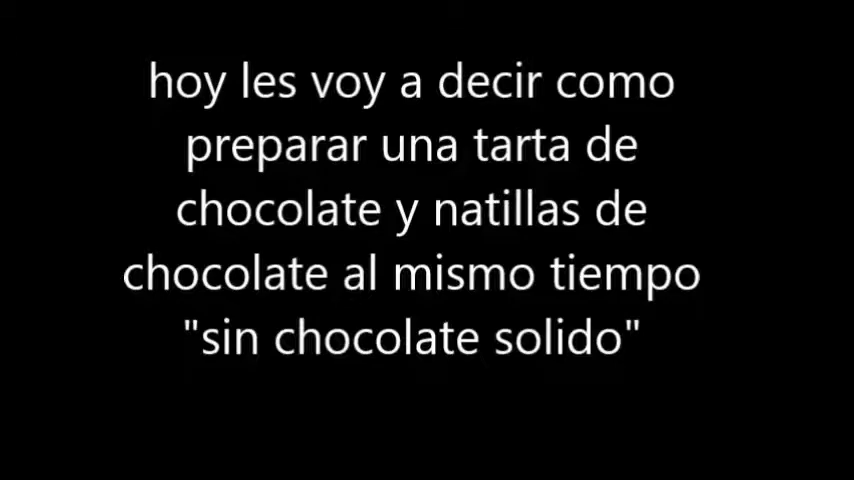 hoy les voy a decir como
preparar una tarta de
chocolate y natillas de
chocolate al mismo tiempo
"sin chocolate solido"